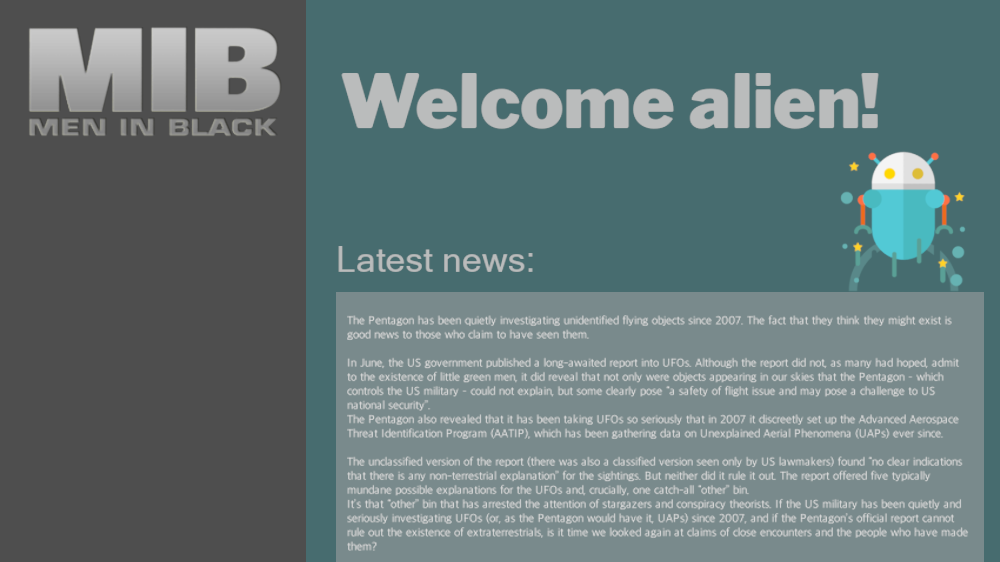 MIB
MEN IN BLACK
Welcome alien!
Latest news:
The Pentagon has been quietly investigating unidentified flying objects since 2007. The fact that they think they might exist is
good news to those who claim to have seen them.
In June, the US government published a long-awaited report into UFOs. Although the report did not, as many had hoped, admit
to the existence of little green men, it did reveal that not only were objects appearing in our skies that the Pentagon - which
controls the US military - could not explain, but some clearly pose "a safety of flight issue and may pose a challenge to US
national security".
The Pentagon also revealed that it has been taking UFOs so seriously that in 2007 it discreetly set up the Advanced Aerospace
Threat Identification Program (AATIP), which has been gathering data on Unexplained Aerial Phenomena (UAPs) ever since.
The unclassified version of the report (there was also a classified version seen only by US lawmakers) found "no clear indications
that there is any non-terrestrial explanation" for the sightings. But neither did it rule it out. The report offered five typically
mundane possible explanations for the UFOs and, crucially, one catch-all "other" bin.
It's that "other" bin that has arrested the attention of stargazers and conspiracy theorists. If the US military has been quietly and
seriously investigating UFOs (or, as the Pentagon would have it, UAPs) since 2007, and if the Pentagon's official report cannot
rule out the existence of extraterrestrials, is it time we looked again at claims of close encounters and the people who have made
them?